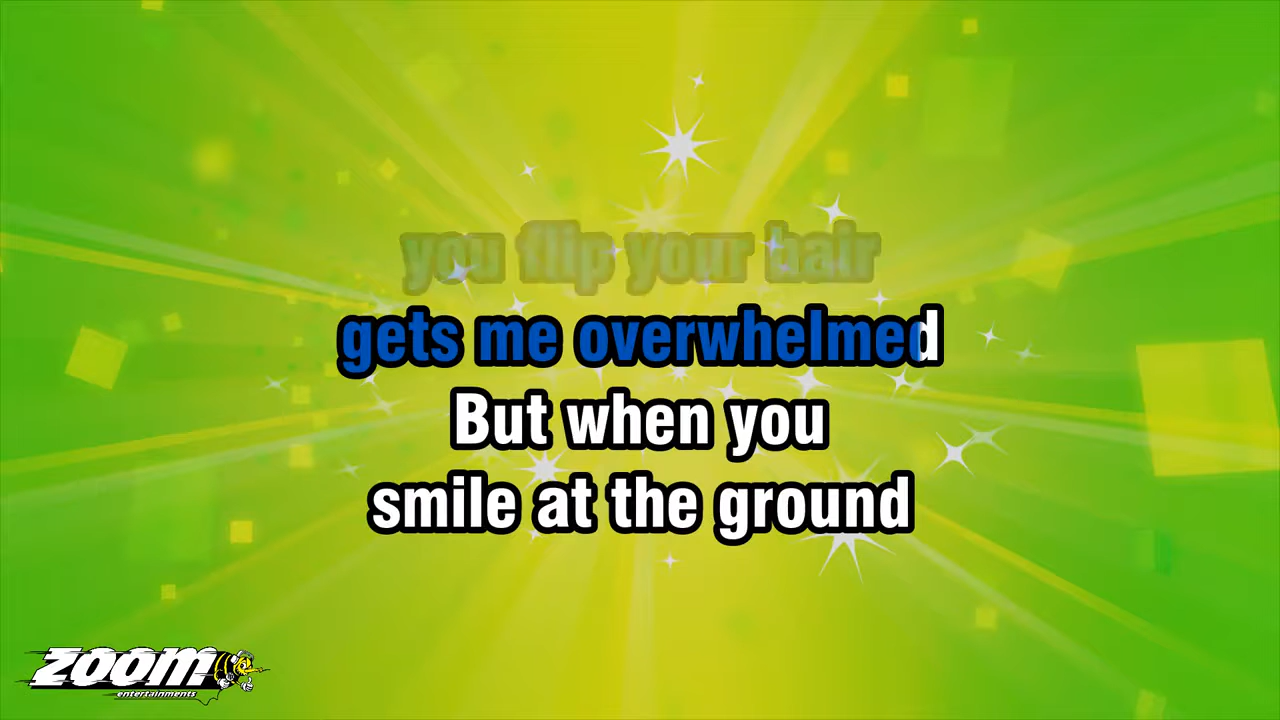 you flip your hair
gets me overwhelmed
But when you
smile at the ground
ZOOM
entertainments